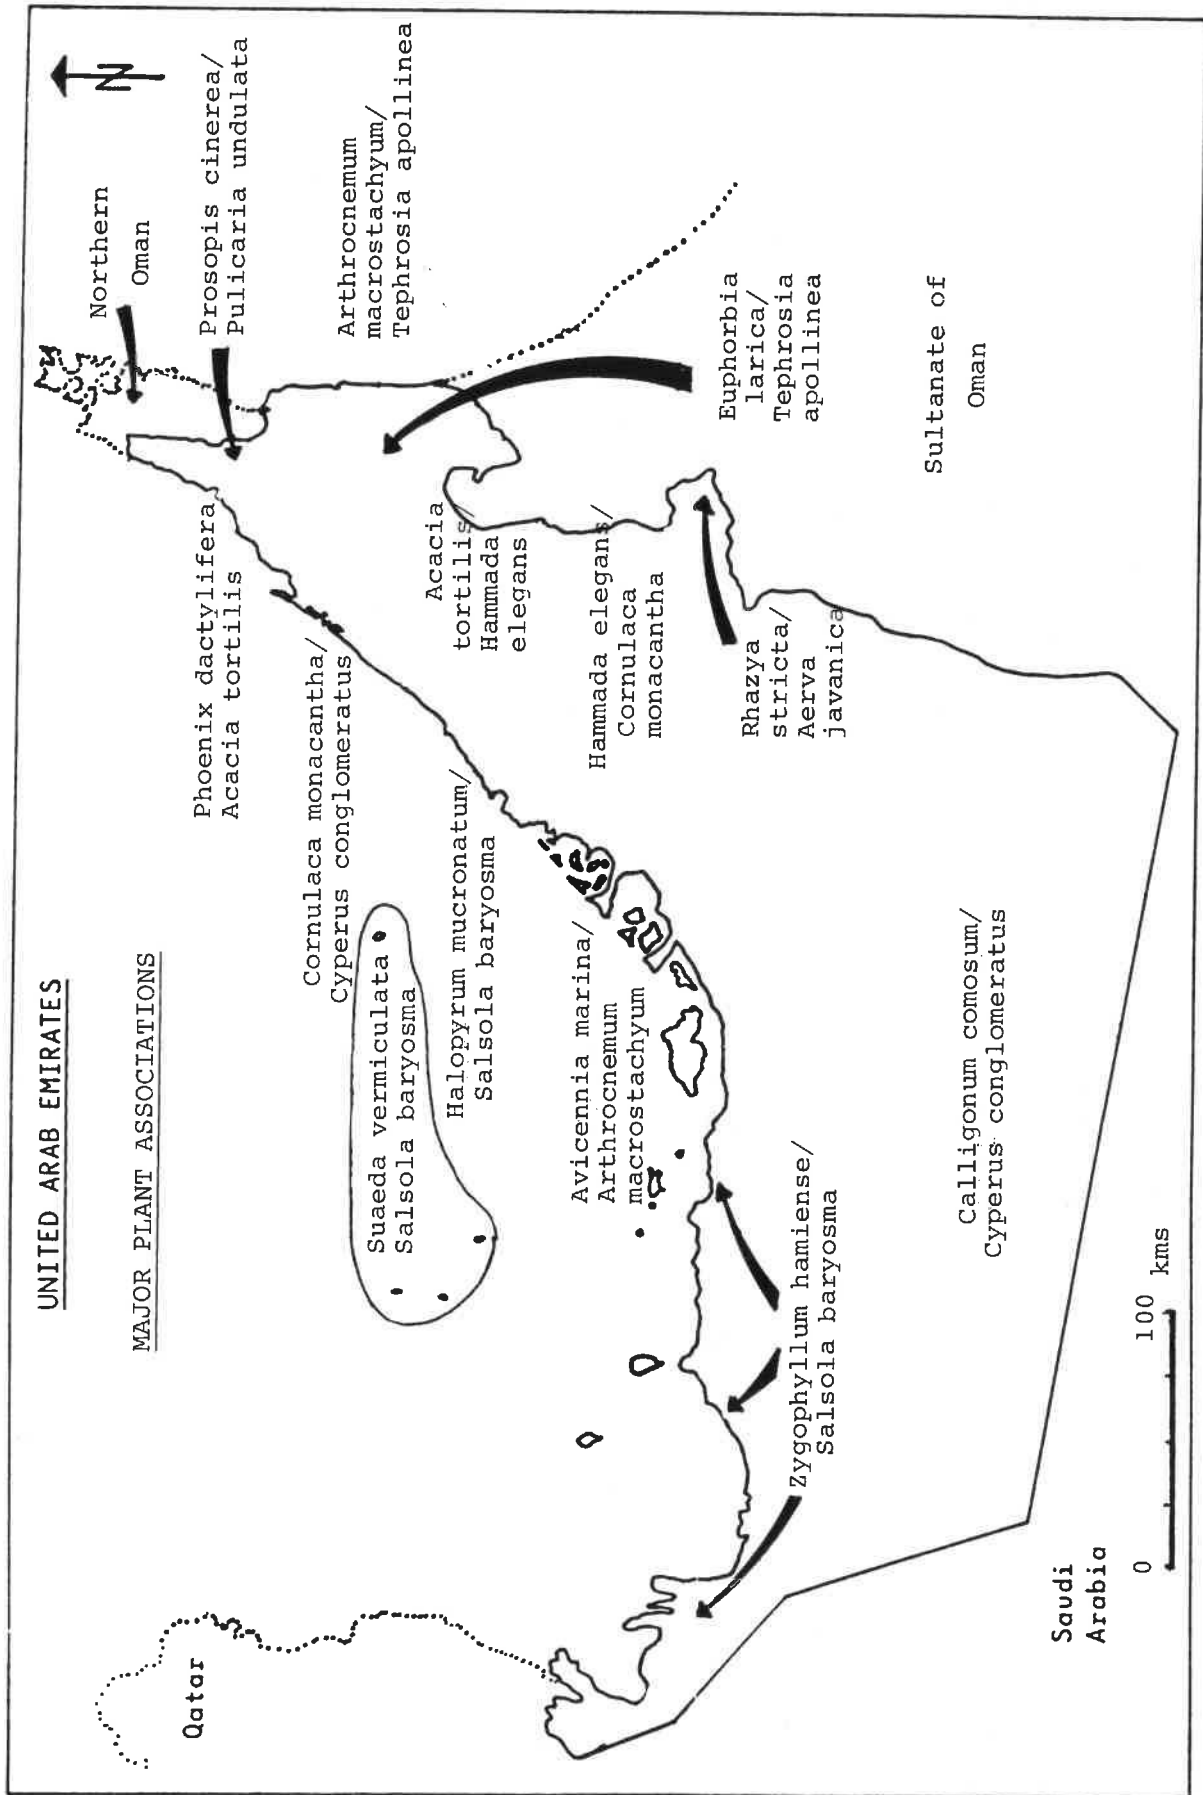 UNITED ARAB EMIRATES
MAJOR PLANT ASSOCIATIONS
N
Qatar
Northern
Oman
Prosopis cinerea/
Pulicaria undulata
Phoenix dactylifera/
Acacia tortilis
Arthrocnemum
macrostachyum/
Tephrosia apollinea
Cornulaca monacantha/
Cyperus conglomeratus
Suaeda vermiculata
Salsola baryosma
Halopyrum mucronatum/
Salsola baryosma
Acacia
tortilis/
Hammada
elegans
Avicennia marina/
Arthrocnemum
macrostachyum
Hammada elegans/
Cornulaca
monacantha
Euphorbia
larica/
Tephrosia
apollinea
Rhazya
stricta/
Aerva
javanica
Zygophyllum hamiense/
Salsola baryosma
Sultanate of
Oman
Calligonum comosum/
Cyperus conglomeratus
Saudi
Arabia
0
100
kms